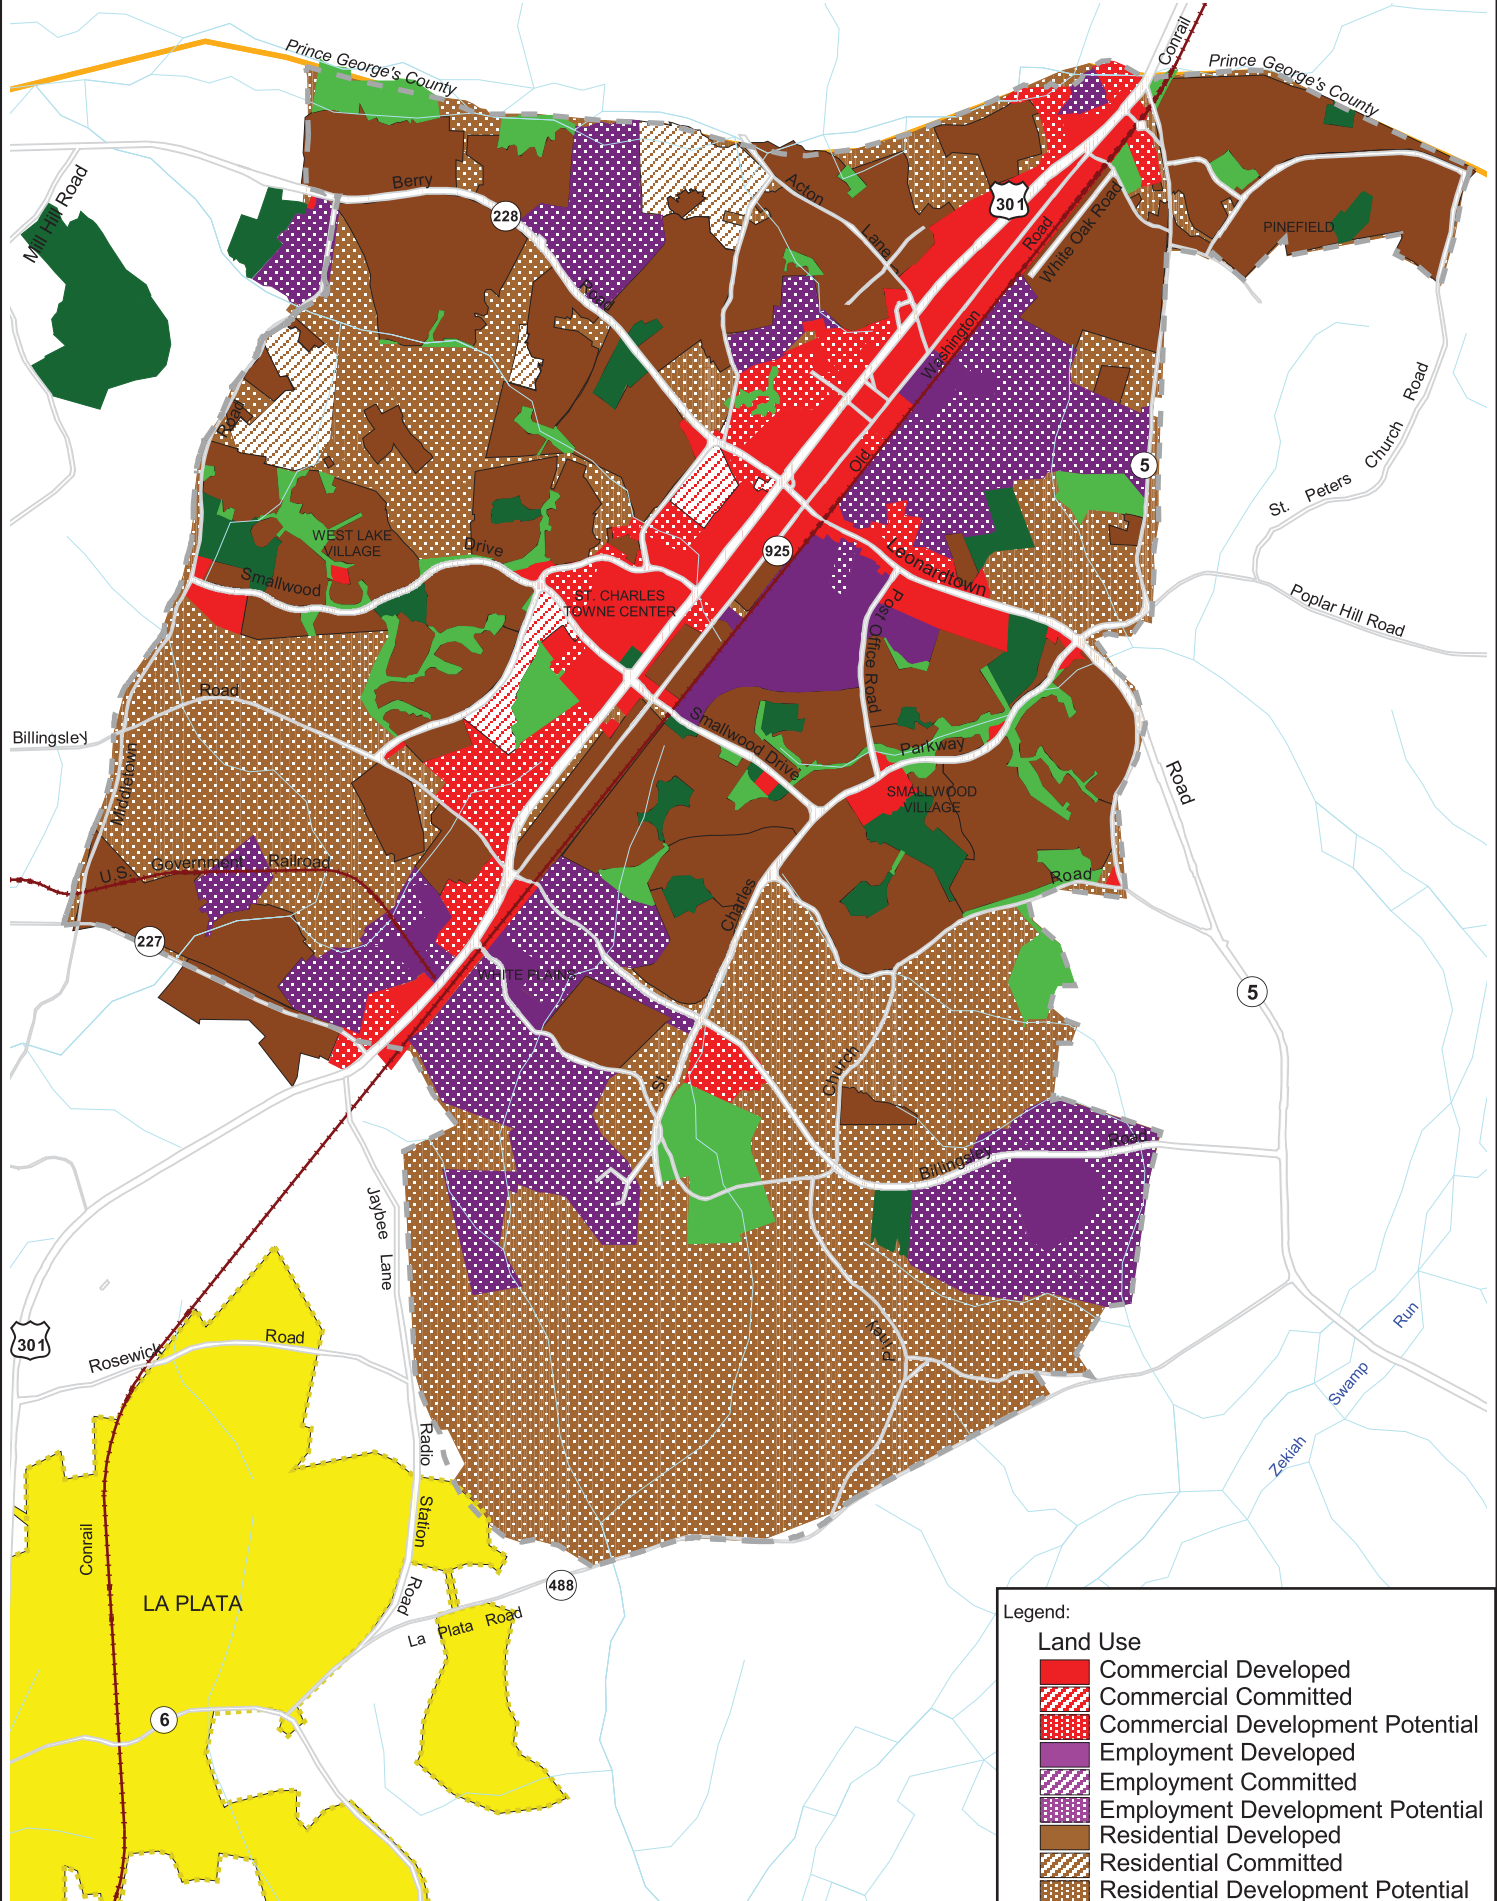 Conrail
Prince George's County
Prince George's County
Mill Hill Road
Berry
228
Road
Acton
Lane
301
Road
White Oak Road
PINEFIELD
Washington
Old
Road
5
St. Peters Church Road
WEST LAKE
VILLAGE
Drive
Smallwood
925
Leonardtown
ST. CHARLES
TOWNE CENTER
Post Office Road
Poplar Hill Road
Road
Billingsley
Middletown
Smallwood Drive
Parkway
SMALLWOOD
VILLAGE
Road
U.S. Government Railroad
227
Charles
Road
WHITE PLAINS
5
St.
Church
Billingsley
Road
Jaybee Lane
301
Rosewick
Road
Piney
Run
Swamp
Zekiah
Radio
Station
Road
Conrail
LA PLATA
488
La Plata Road
6
Legend:
Land Use
Commercial Developed
Commercial Committed
Commercial Development Potential
Employment Developed
Employment Committed
Employment Development Potential
Residential Developed
Residential Committed
Residential Development Potential